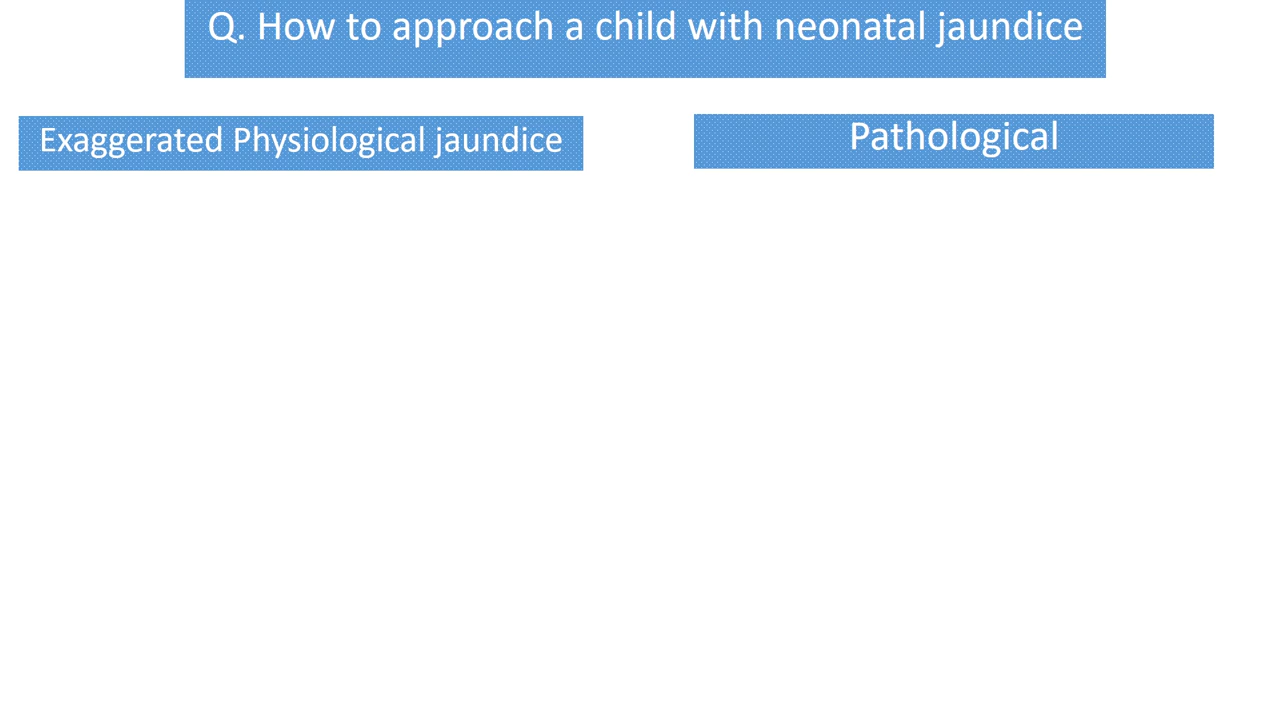 Q. How to approach a child with neonatal jaundice
Exaggerated Physiological jaundice
Pathological